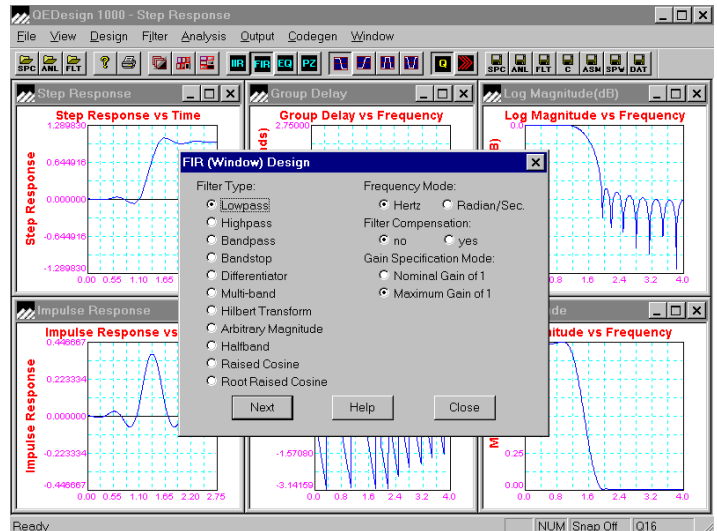 QEDesign 1000 - Step Response
File View Design Filter Analysis Output Codegen Window
SPC ANL FLT ? IIR FIR EQ PZ Q SPC ANL FLT C ASM SPW DAT
Step Response
Step Response vs Time
Step Response
1.289830
0.644916
0.000000
-0.644916
-1.289830
0.00 0.55 1.10 1.65
Group Delay
Group Delay vs Frequency
2.75000
Log Magnitude(dB)
Log Magnitude vs Frequency
0.0
1.6 2.4 3.2 4.0
FIR (Window) Design
Filter Type:
Lowpass
Highpass
Bandpass
Bandstop
Differentiator
Multi-band
Hilbert Transform
Arbitrary Magnitude
Halfband
Raised Cosine
Root Raised Cosine
Frequency Mode:
Hertz Radian/Sec.
Filter Compensation:
no yes
Gain Specification Mode:
Nominal Gain of 1
Maximum Gain of 1
Next Help Close
Impulse Response
Impulse Response vs
Impulse Response
0.446667
0.223334
0.000000
-0.223334
-0.446667
0.00 0.55 1.10 1.65 2.20 2.75
-1.57080
-3.14159
0.0 0.8 1.6 2.4 3.2 4.0
de
itude vs Frequency
0.25
0.00
0.0 0.8 1.6 2.4 3.2 4.0
Ready
NUM Snap Off Q16